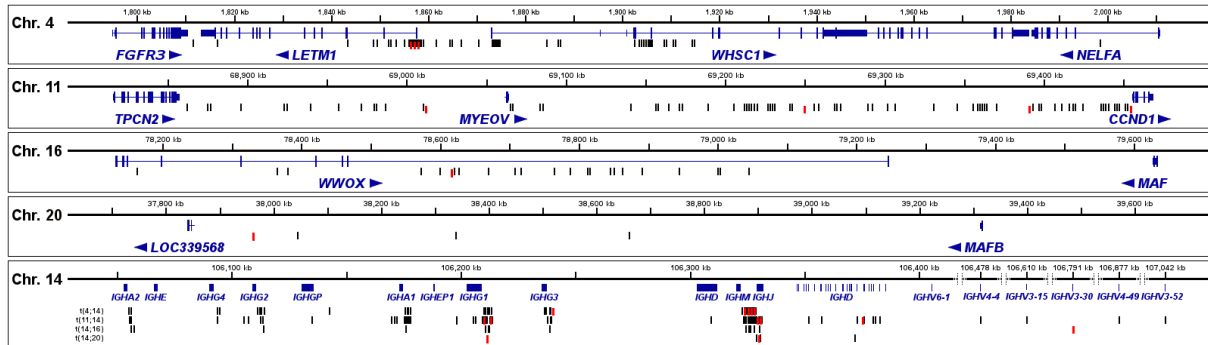 Chr. 4
1,800 kb 1,820 kb 1,840 kb 1,860 kb 1,880 kb 1,900 kb 1,920 kb 1,940 kb 1,960 kb 1,980 kb 2,000 kb
FGFR3 LETM1 WHSC1 NELFA
Chr. 11
68,900 kb 69,000 kb 69,100 kb 69,200 kb 69,300 kb 69,400 kb
TPCN2 MYEOV CCND1
Chr. 16
78,200 kb 78,400 kb 78,600 kb 78,800 kb 79,000 kb 79,200 kb 79,400 kb 79,600 kb
WWOX MAF
Chr. 20
37,800 kb 38,000 kb 38,200 kb 38,400 kb 38,600 kb 38,800 kb 39,000 kb 39,200 kb 39,400 kb 39,600 kb
LOC339568 MAFB
Chr. 14
106,100 kb 106,200 kb 106,300 kb 106,400 kb 106,478 kb 106,610 kb 106,791 kb 106,877 kb 107,042 kb
IGHA2 IGHE IGHG4 IGHG2 IGHGP IGHA1 IGHEP1 IGHG1 IGHG3 IGHD IGHM IGHJ IGHD IGHV6-1 IGHV4-4 IGHV3-15 IGHV3-30 IGHV4-49 IGHV3-52
t(4;14)
t(11;14)
t(14;16)
t(14;20)